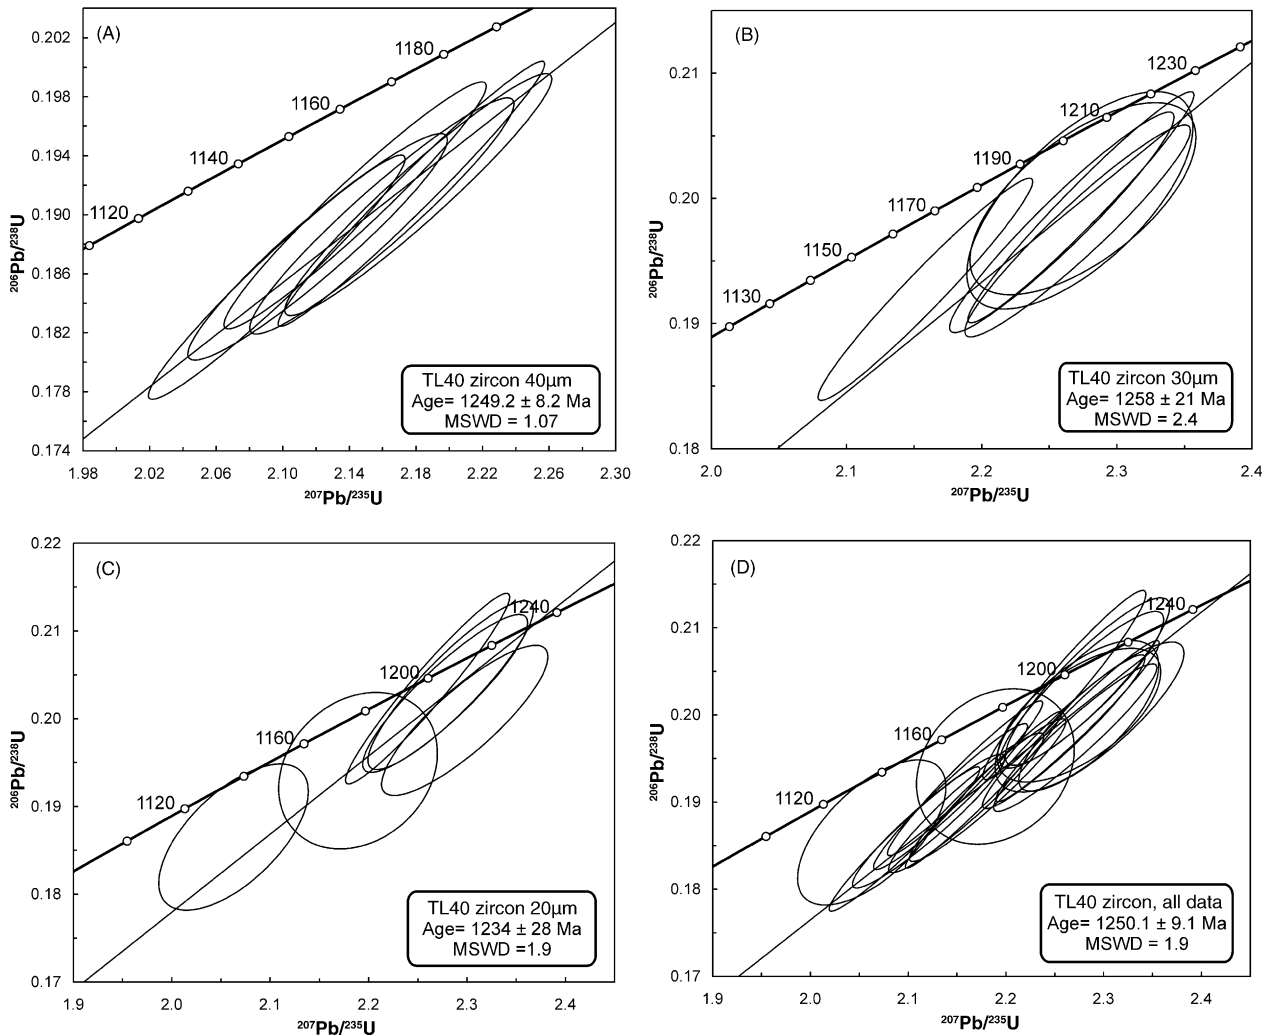 (A)
0.202
0.198
0.194
0.190
0.186
0.182
0.178
0.174
1120
1140
1160
1180
206Pb/238U
TL40 zircon 40µm
Age= 1249.2 ± 8.2 Ma
MSWD = 1.07
1.98 2.02 2.06 2.10 2.14 2.18 2.22 2.26 2.30
207Pb/235U
(B)
0.21
0.20
0.19
0.18
1130
1150
1170
1190
1210
1230
206Pb/238U
TL40 zircon 30µm
Age= 1258 ± 21 Ma
MSWD = 2.4
2.0 2.1 2.2 2.3 2.4
207Pb/235U
(C)
0.22
0.21
0.20
0.19
0.18
0.17
1120
1160
1200
1240
206Pb/238U
TL40 zircon 20µm
Age= 1234 ± 28 Ma
MSWD =1.9
1.9 2.0 2.1 2.2 2.3 2.4
207Pb/235U
(D)
0.22
0.21
0.20
0.19
0.18
0.17
1120
1160
1200
1240
206Pb/238U
TL40 zircon, all data
Age= 1250.1 ± 9.1 Ma
MSWD = 1.9
1.9 2.0 2.1 2.2 2.3 2.4
207Pb/235U